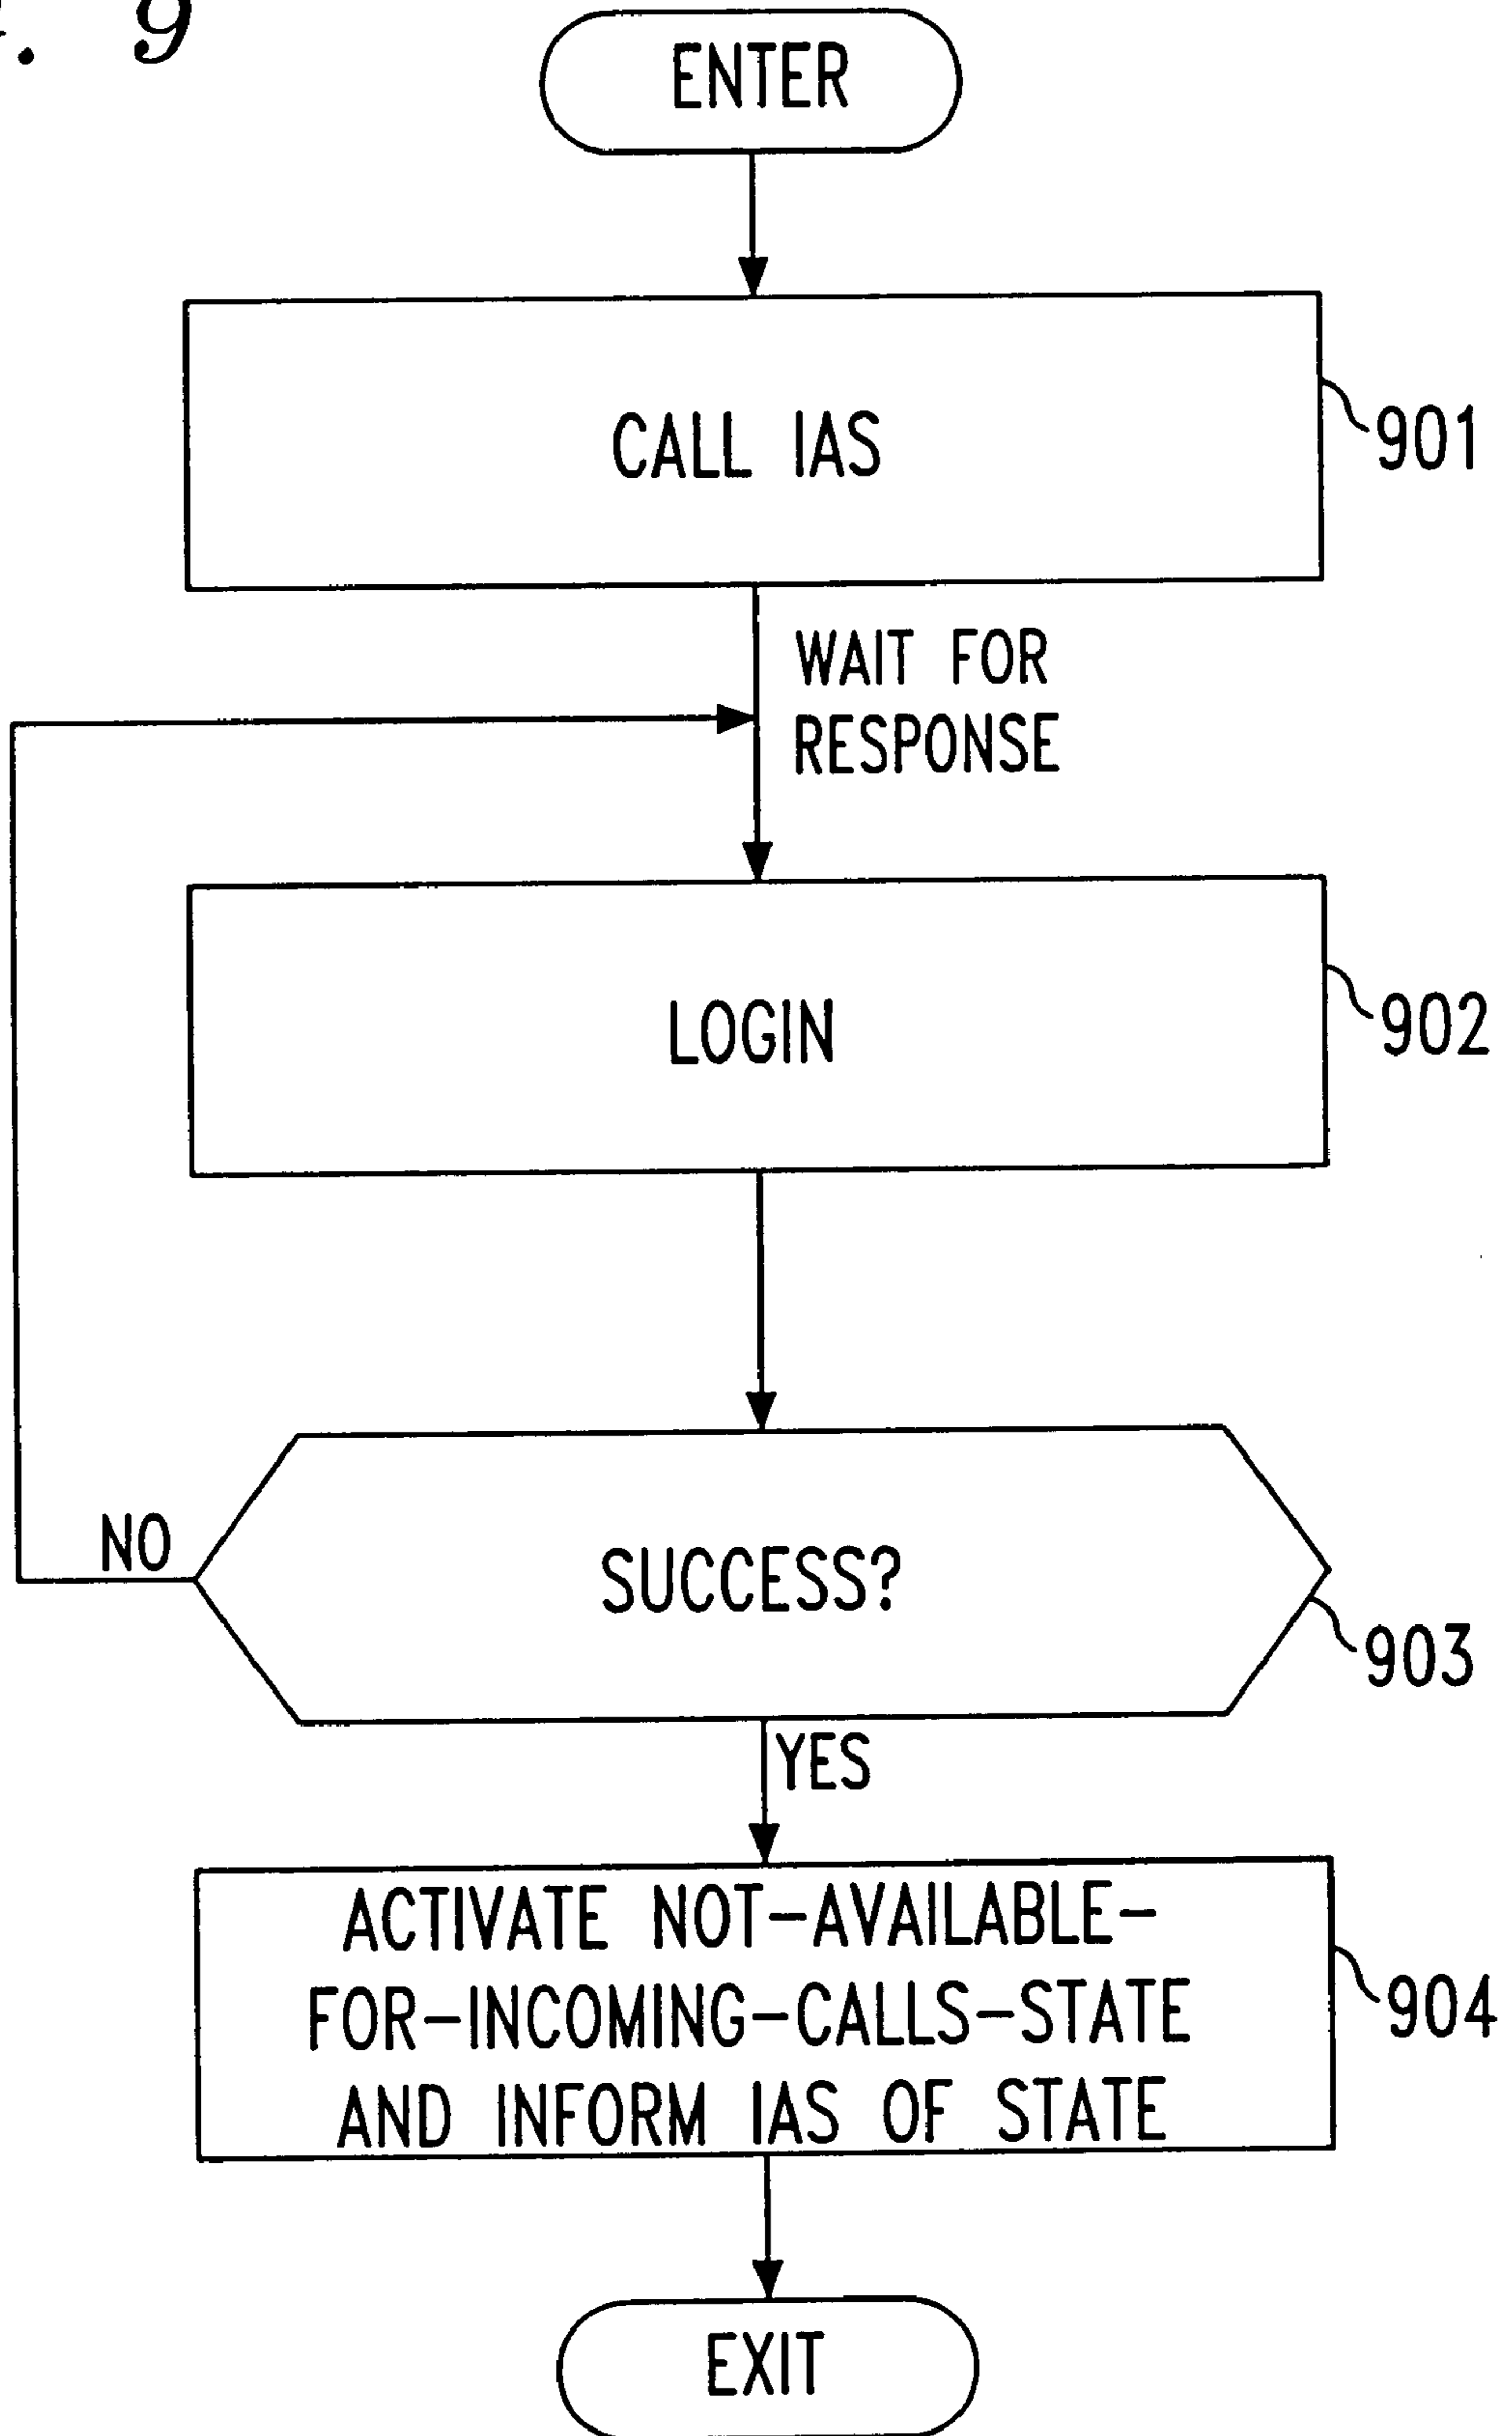 . 9
ENTER
CALL IAS
901
WAIT FOR
RESPONSE
LOGIN
902
NO
SUCCESS?
903
YES
ACTIVATE NOT-AVAILABLE-
FOR-INCOMING-CALLS-STATE
AND INFORM IAS OF STATE
904
EXIT